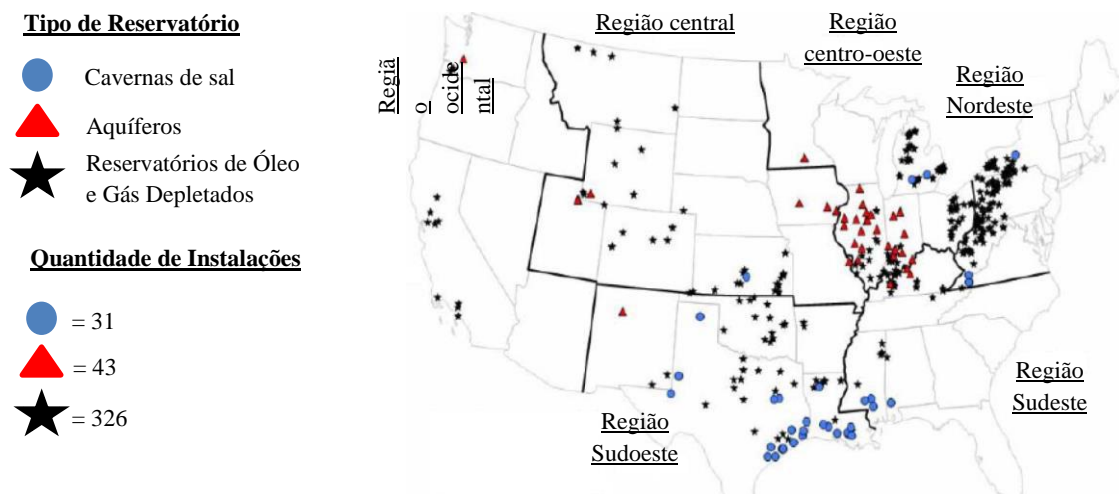 Tipo de Reservatório
Cavernas de sal
Aquíferos
Reservatórios de Óleo
e Gás Depletados
Quantidade de Instalações
= 31
= 43
= 326
Regiã
o
ocide
ntal
Região central
Região
centro-oeste
Região
Nordeste
Região
Sudeste
Região
Sudoeste